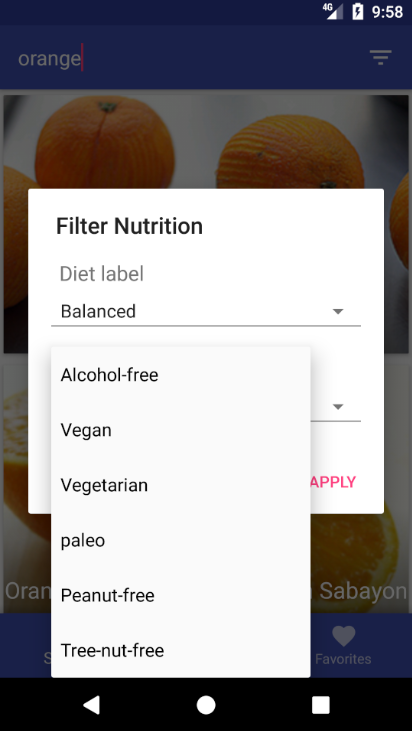 4G 9:58
orange
Filter Nutrition
Diet label
Balanced
Alcohol-free
Vegan
Vegetarian
APPLY
paleo
Peanut-free
Sabayon
Tree-nut-free
Favorites